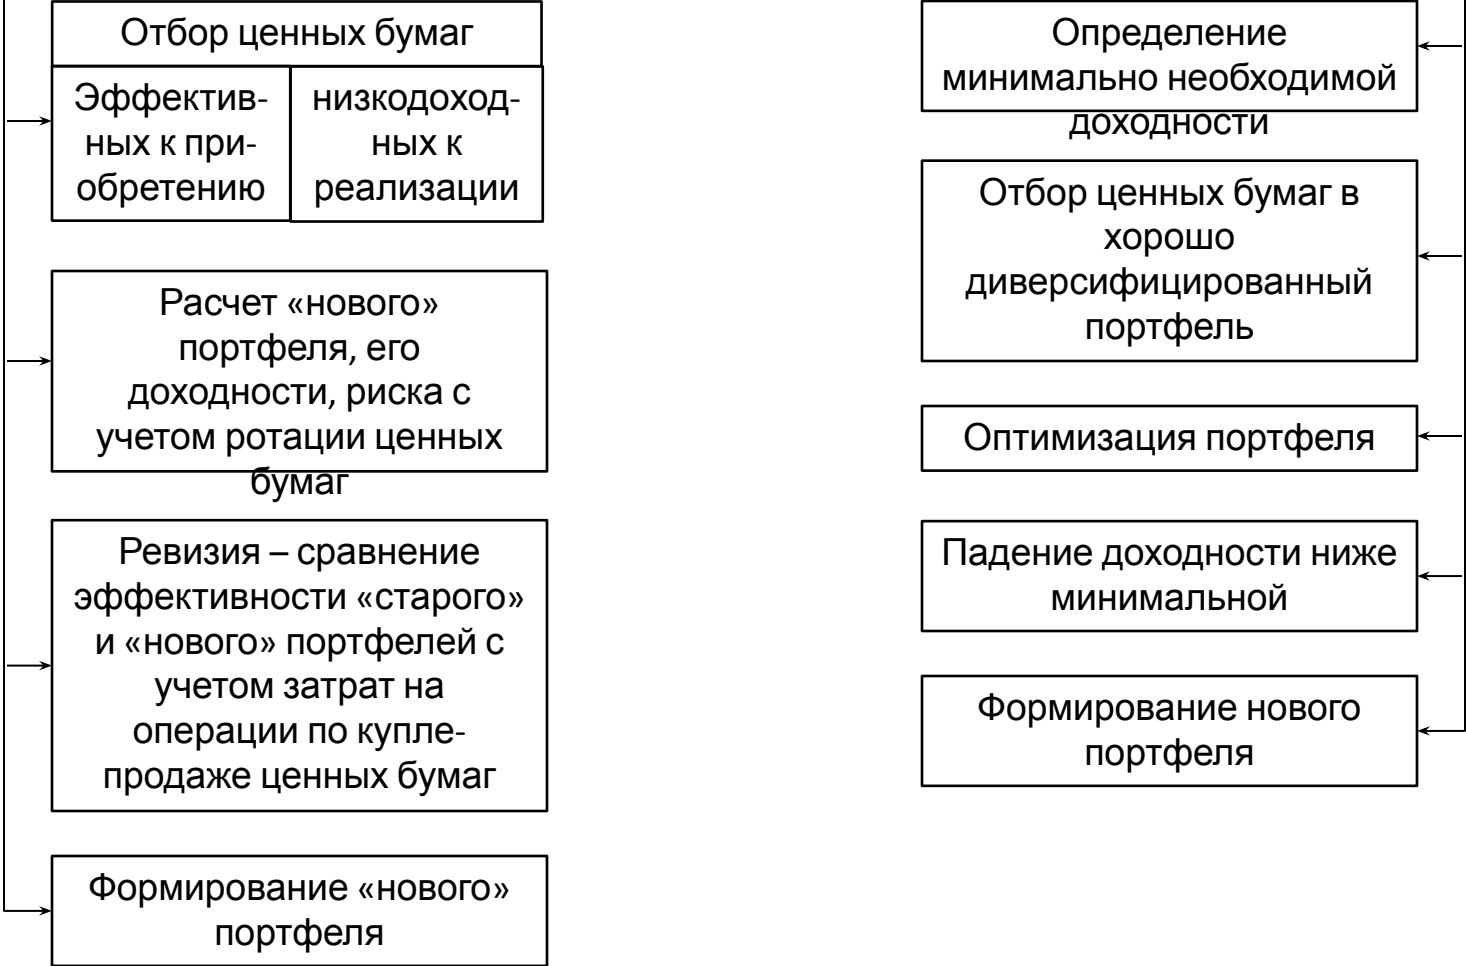 Отбор ценных бумаг
Эффектив-
ных к при-
обретению
низкодоход-
ных к
реализации
Расчет «нового»
портфеля, его
доходности, риска с
учетом ротации ценных
бумаг
Ревизия – сравнение
эффективности «старого»
и «нового» портфелей с
учетом затрат на
операции по купле-
продаже ценных бумаг
Формирование «нового»
портфеля
Определение
минимально необходимой
доходности
Отбор ценных бумаг в
хорошо
диверсифицированный
портфель
Оптимизация портфеля
Падение доходности ниже
минимальной
Формирование нового
портфеля